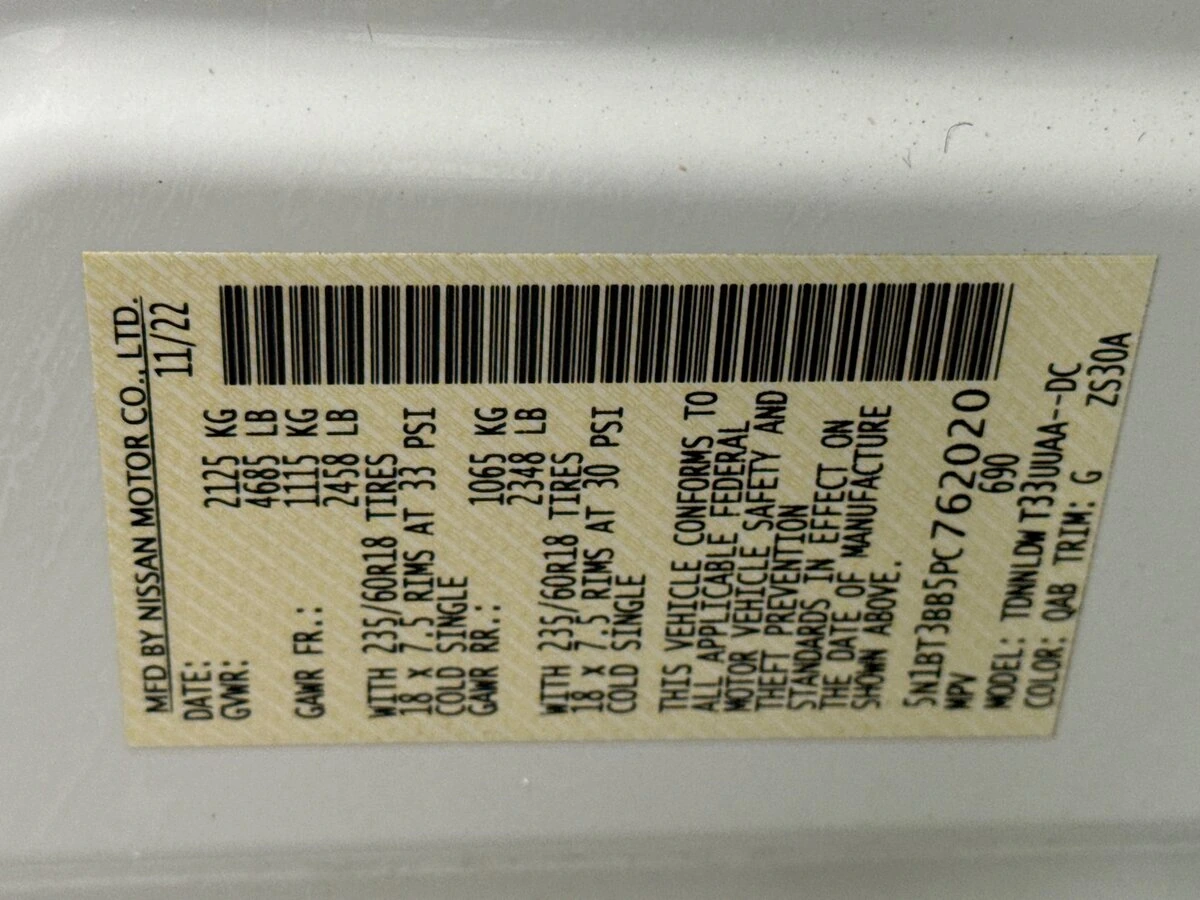 MFD BY NISSAN MOTOR CO., LTD.
DATE: 11/22
GVWR: 2125 KG
4685 LB
GAWR FR.: 1115 KG
2458 LB
WITH 235/60R18 TIRES
18 X 7.5 RIMS AT 33 PSI
COLD SINGLE
GAWR RR.: 1065 KG
2348 LB
WITH 235/60R18 TIRES
18 X 7.5 RIMS AT 30 PSI
COLD SINGLE
THIS VEHICLE CONFORMS TO
ALL APPLICABLE FEDERAL
MOTOR VEHICLE SAFETY AND
THEFT PREVENTION
STANDARDS IN EFFECT ON
THE DATE OF MANUFACTURE
SHOWN ABOVE.
5N1BT3BB5PC762020
MPV 690
MODEL: TDNNLDW T33UUAA--DC
COLOR: QAB TRIM: G ZS30A